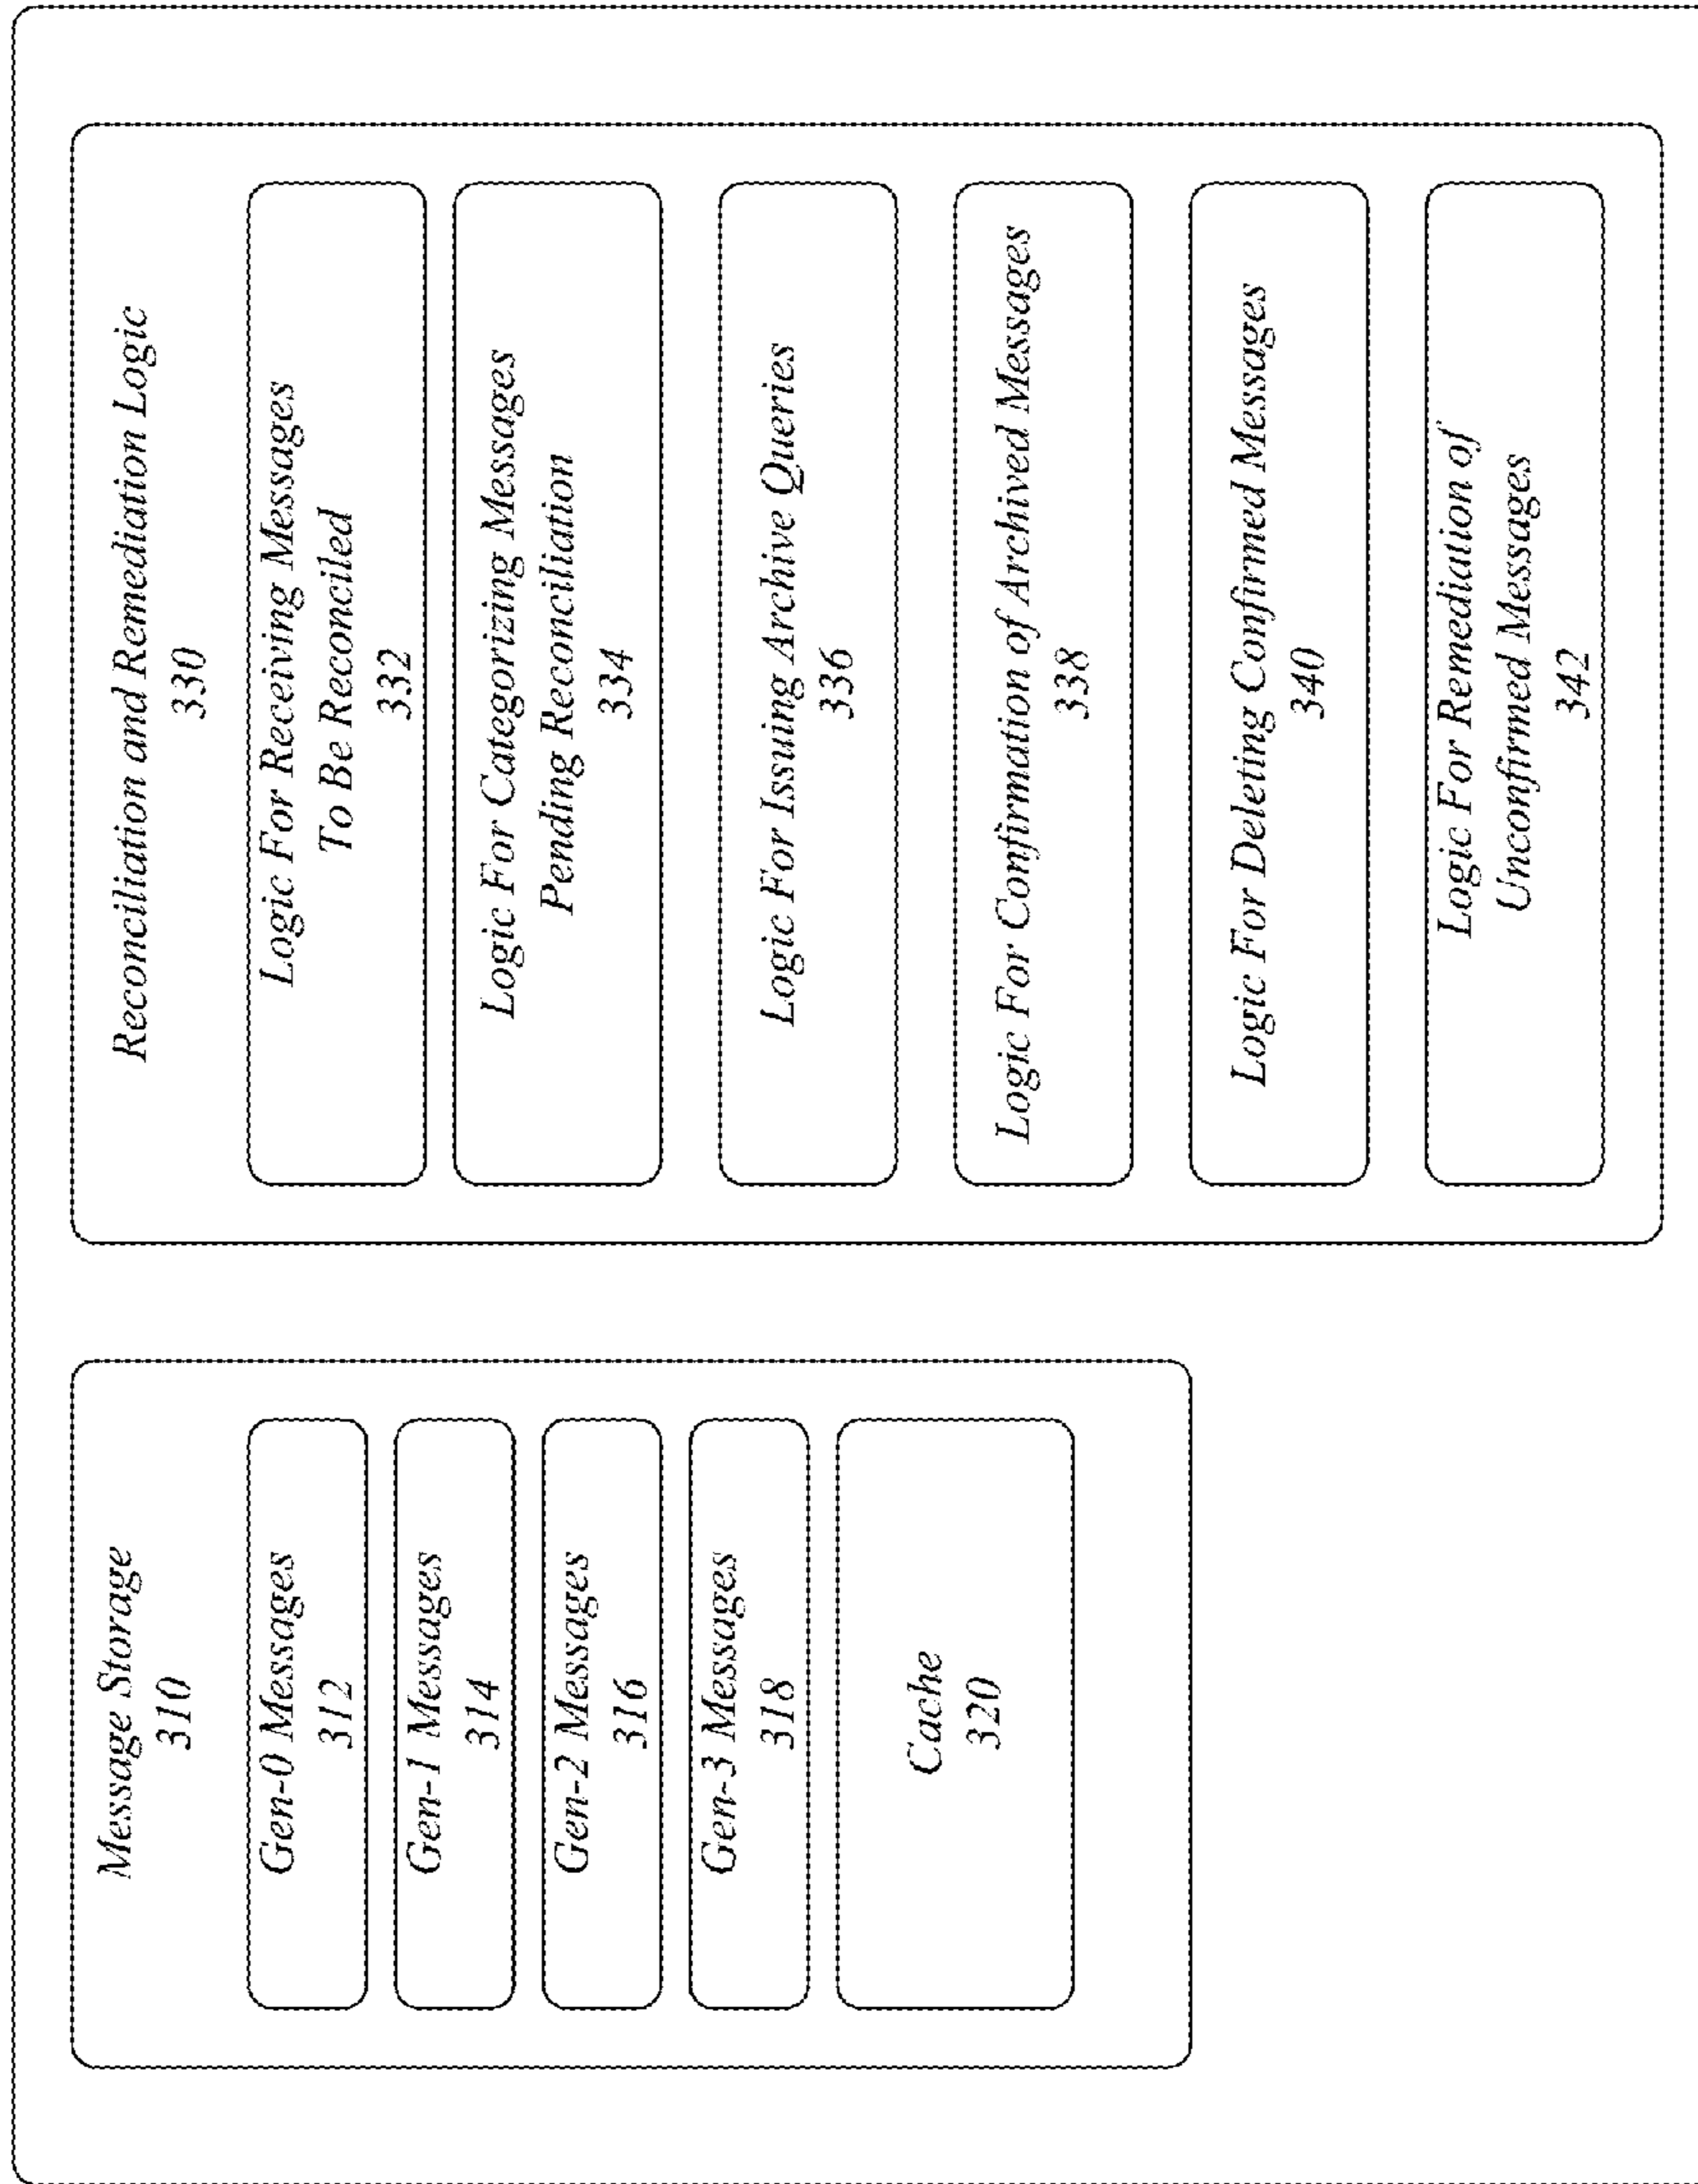 Message Storage
310
Gen-0 Messages
312
Gen-1 Messages
314
Gen-2 Messages
316
Gen-3 Messages
318
Cache
320
Reconciliation and Remediation Logic
330
Logic For Receiving Messages
To Be Reconciled
332
Logic For Categorizing Messages
Pending Reconciliation
334
Logic For Issuing Archive Queries
336
Logic For Confirmation of Archived Messages
338
Logic For Deleting Confirmed Messages
340
Logic For Remediation of
Unconfirmed Messages
342